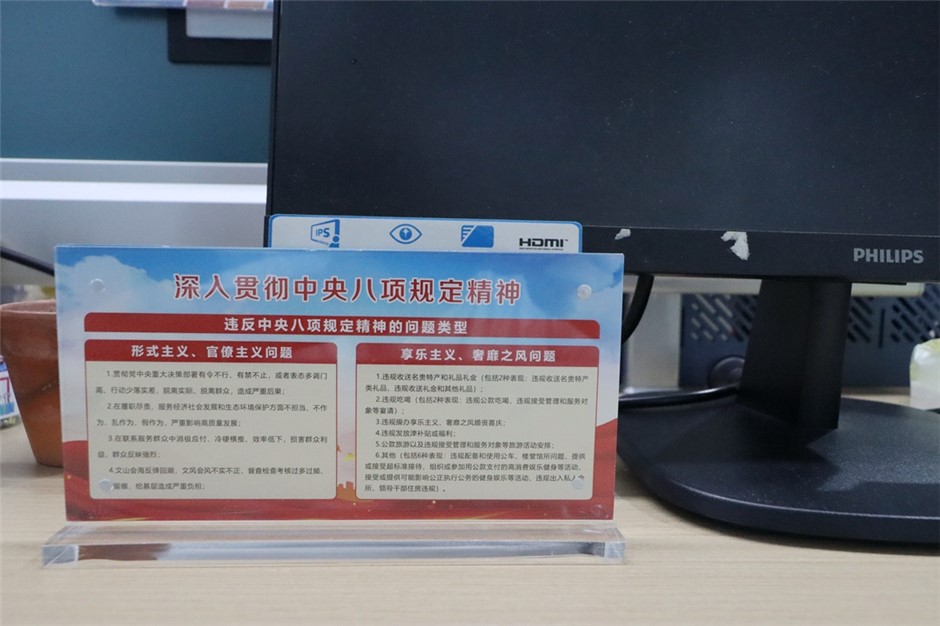 IPS
HDMI
PHILIPS
深入贯彻中央八项规定精神
违反中央八项规定精神的问题类型
形式主义、官僚主义问题
1.贯彻党中央重大决策部署有令不行、有禁不止，或者表态多调门
高、行动少落实差，脱离实际、脱离群众，造成严重后果；
2.在履职尽责、服务经济社会发展和生态环境保护方面不担当、不作
为、乱作为、假作为，严重影响高质量发展；
3.在联系服务群众中消极应付、冷硬横推、效率低下，损害群众利
益，群众反映强烈；
4.文山会海反弹回潮，文风会风不实不正，督查检查考核过多过频、
留痕，给基层造成严重负担；
享乐主义、奢靡之风问题
1.违规收送名贵特产和礼品礼金（包括2种表现：违规收送名贵特产
类礼品、违规收送礼金和其他礼品）；
2.违规吃喝（包括2种表现：违规公款吃喝、违规接受管理和服务对
象等宴请）；
3.违规操办享乐主义、奢靡之风婚丧喜庆；
4.违规发放津补贴或福利；
5.公款旅游以及违规接受管理和服务对象等旅游活动安排；
6.其他（包括6种表现：违规配备和使用公车、楼堂馆所问题、提供
或接受超标准接待、组织或参加用公款支付的高消费娱乐健身等活动、
接受或提供可能影响公正执行公务的健身娱乐等活动、违规出入私人会
所、领导干部住房违规）。